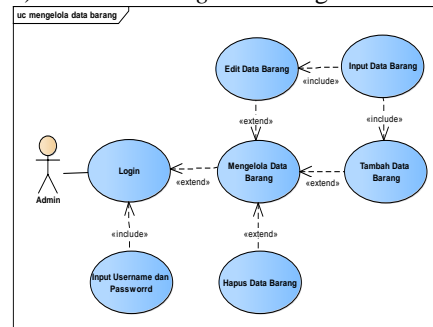 uc mengelola data barang
Edit Data Barang
Input Data Barang
«include»
«extend»
«include»
Login
Mengelola Data
Barang
Tambah Data
Barang
«extend»
«extend»
Admin
«include»
«extend»
Input Username dan
Passworrd
Hapus Data Barang